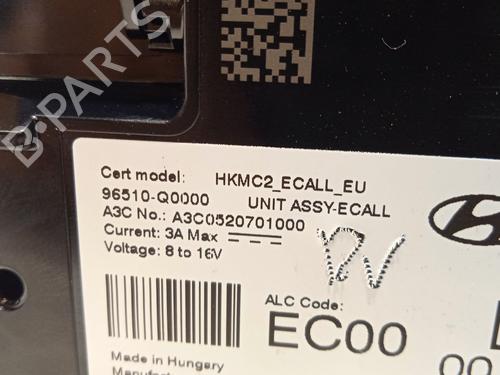 B-PARTS
Cert model: HKMC2_ECALL_EU
96510-Q0000 UNIT ASSY-ECALL
A3C No.: A3C0520701000
Current: 3A Max
Voltage: 8 to 16V
ALC Code:
EC00
00
Made in Hungary